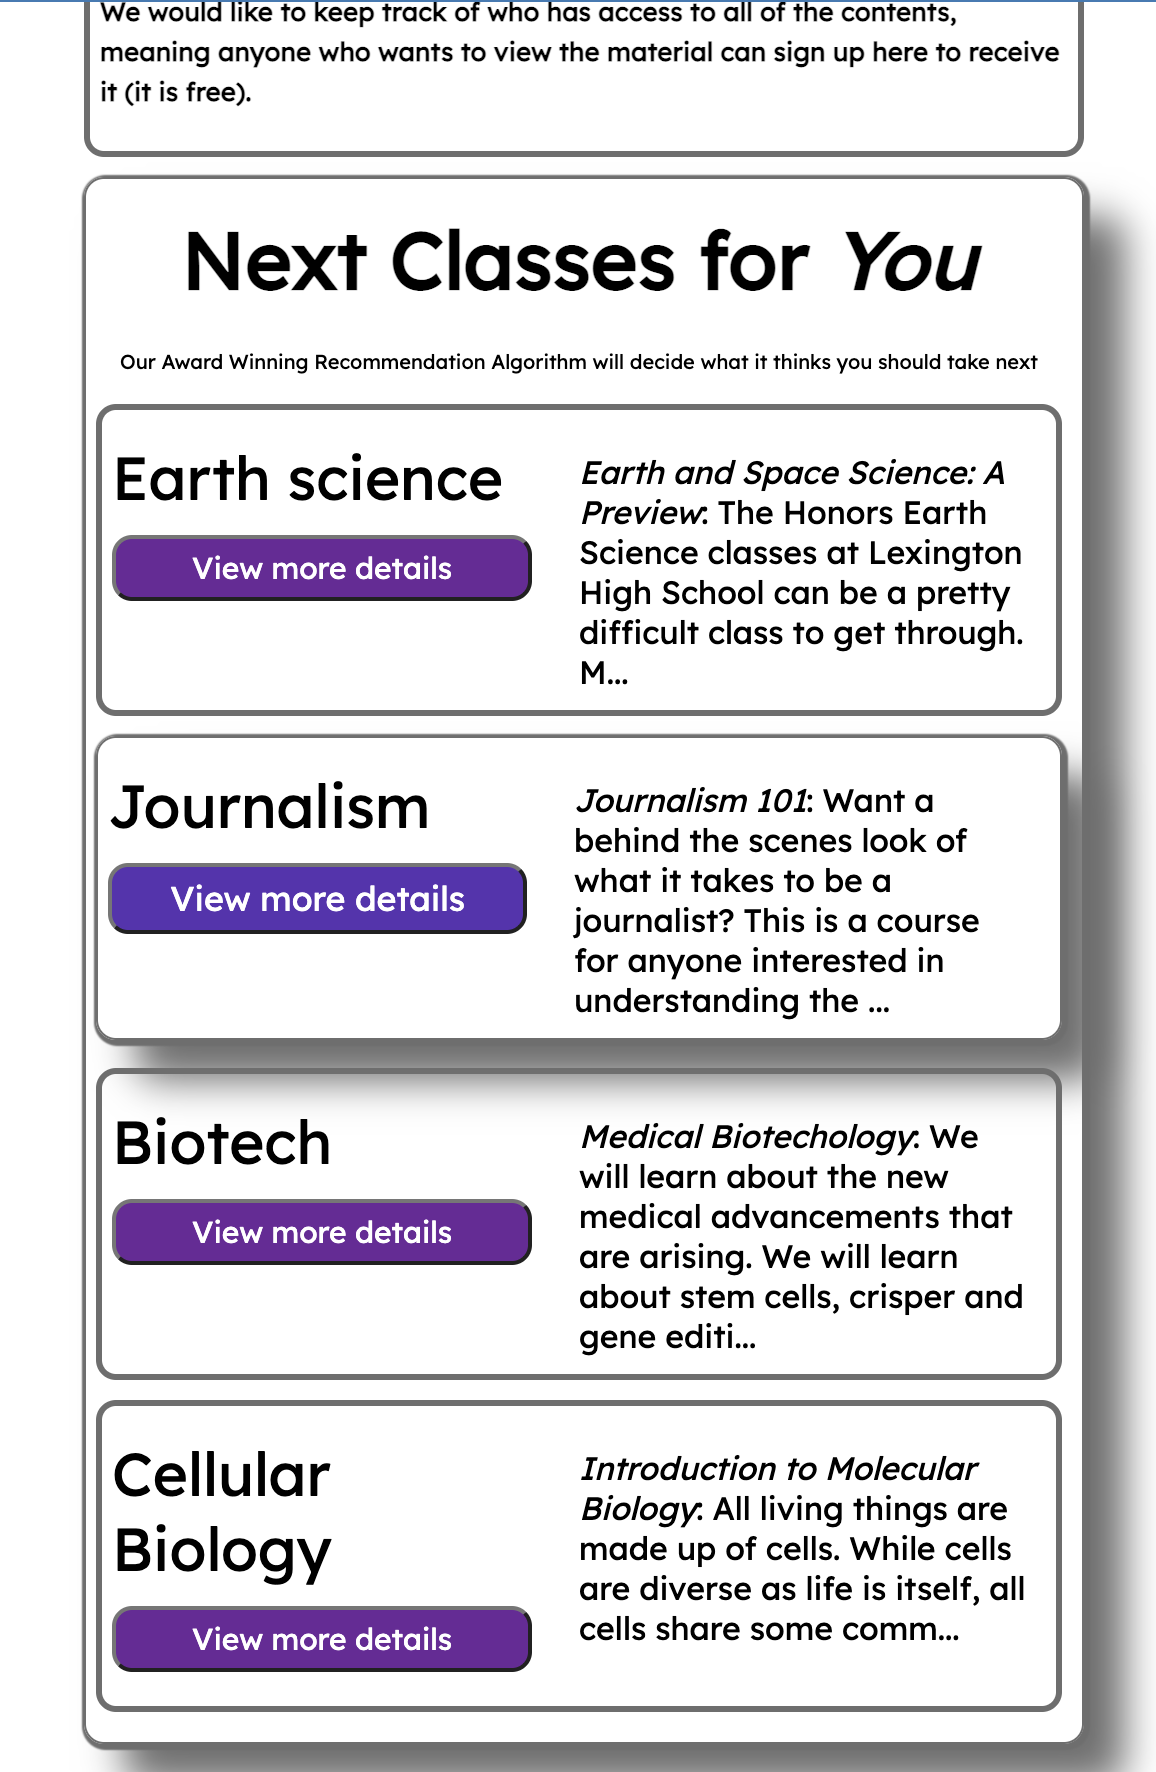 We would like to keep track of who has access to all of the contents,
meaning anyone who wants to view the material can sign up here to receive
it (it is free).
Next Classes for You
Our Award Winning Recommendation Algorithm will decide what it thinks you should take next
Earth science
View more details
Earth and Space Science: A
Preview: The Honors Earth
Science classes at Lexington
High School can be a pretty
difficult class to get through.
M...
Journalism
View more details
Journalism 101: Want a
behind the scenes look of
what it takes to be a
journalist? This is a course
for anyone interested in
understanding the ...
Biotech
View more details
Medical Biotechology: We
will learn about the new
medical advancements that
are arising. We will learn
about stem cells, crisper and
gene editi...
Cellular
Biology
View more details
Introduction to Molecular
Biology: All living things are
made up of cells. While cells
are diverse as life is itself, all
cells share some comm...